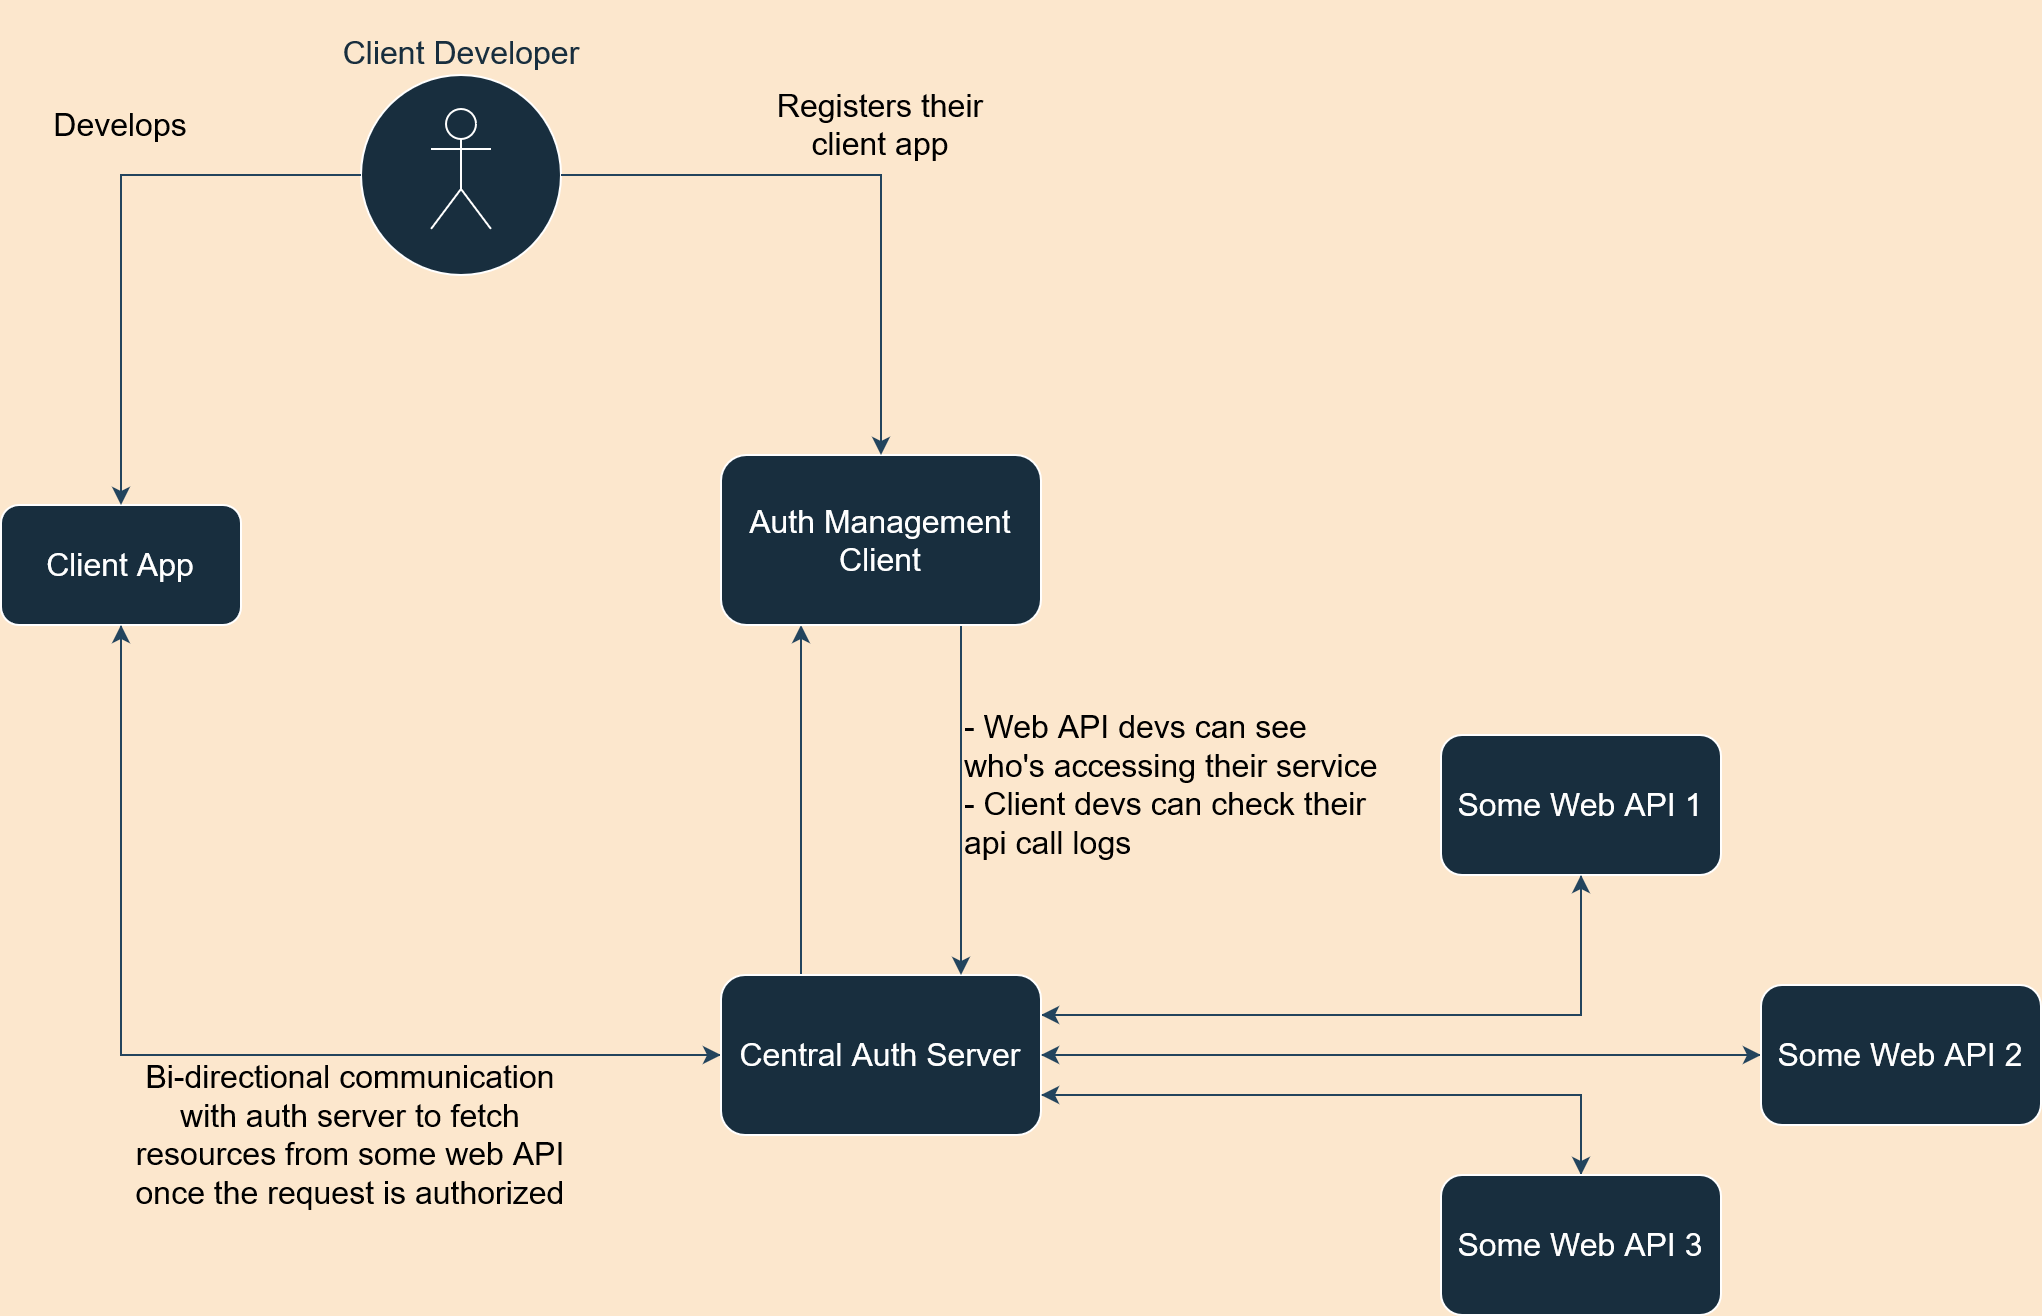 Client Developer
Develops
Registers their
client app
Client App
Auth Management
Client
- Web API devs can see
who's accessing their service
- Client devs can check their
api call logs
Some Web API 1
Central Auth Server
Some Web API 2
Bi-directional communication
with auth server to fetch
resources from some web API
once the request is authorized
Some Web API 3